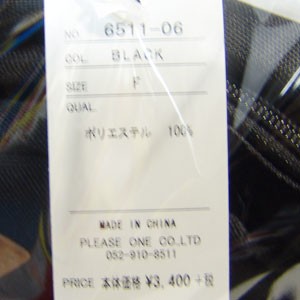 NO. 6511-06
COL. BLACK
SIZE F
QUAL.
ポリエステル 100%
MADE IN CHINA
PLEASE ONE CO.,LTD
052-910-8511
PRICE 本体価格 ¥3,400+税